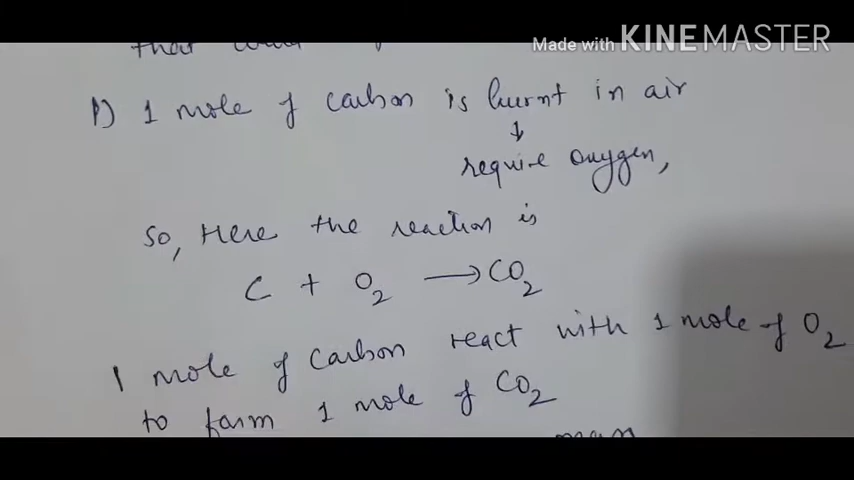 Made with KINEMASTER
that
1) 1 mole of carbon is burnt in air
↓
require oxygen,
So, Here the reaction is
C + O₂ → CO₂
1 mole of carbon react with 1 mole of O₂
to form 1 mole of CO₂